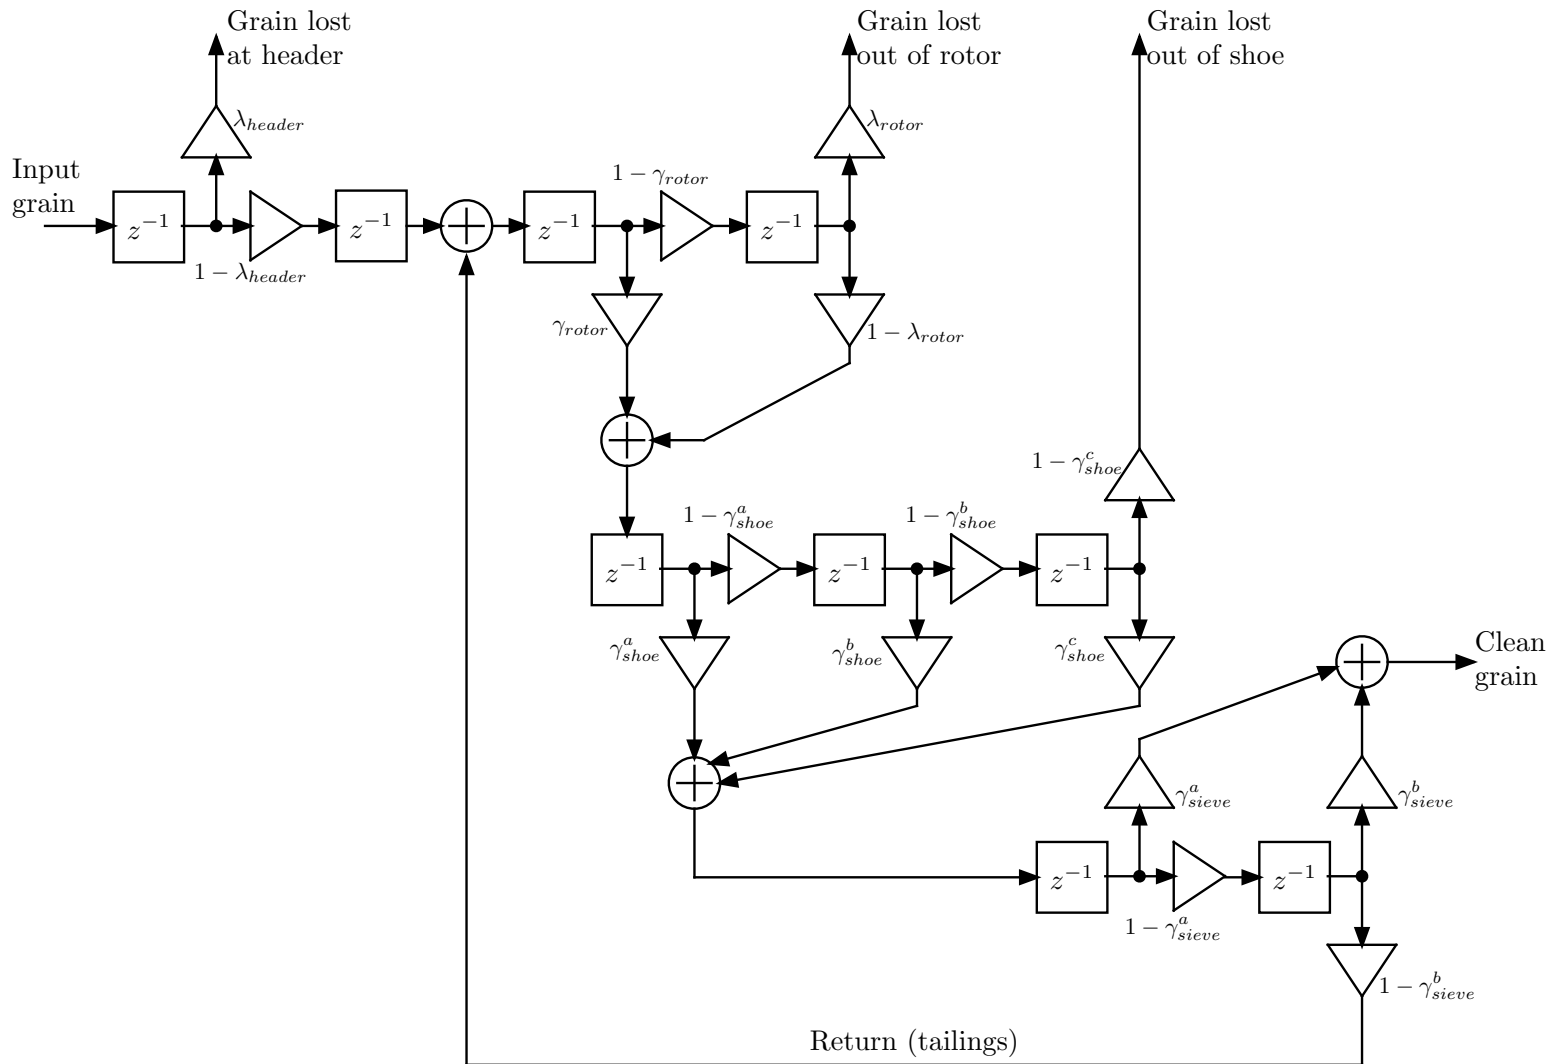 Grain lost
at header
Grain lost
out of rotor
Grain lost
out of shoe
λ_{header}
λ_{rotor}
Input
grain
1 − γ_{rotor}
z^{−1}
z^{−1}
z^{−1}
z^{−1}
1 − λ_{header}
γ_{rotor}
1 − λ_{rotor}
1 − γ^{c}_{shoe}
1 − γ^{a}_{shoe}
1 − γ^{b}_{shoe}
z^{−1}
z^{−1}
z^{−1}
γ^{a}_{shoe}
γ^{b}_{shoe}
γ^{c}_{shoe}
Clean
grain
γ^{a}_{sieve}
γ^{b}_{sieve}
z^{−1}
z^{−1}
1 − γ^{a}_{sieve}
1 − γ^{b}_{sieve}
Return (tailings)